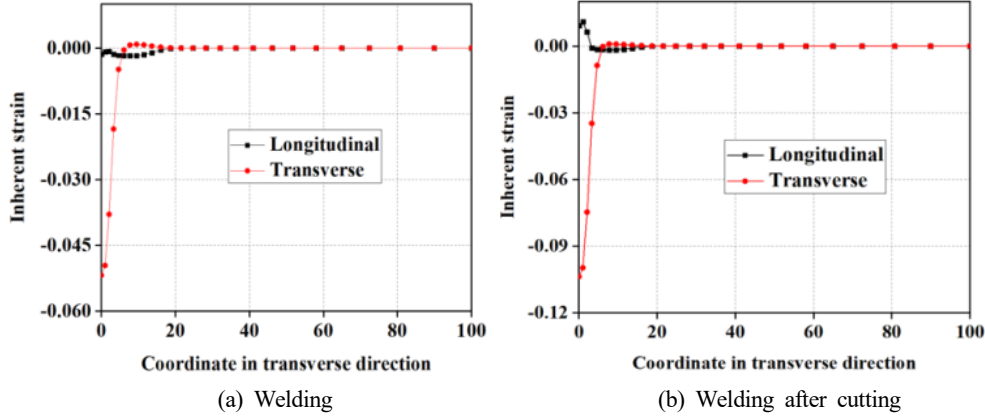 0.000
-0.015
-0.030
-0.045
-0.060
Inherent strain
Longitudinal
Transverse
0 20 40 60 80 100
Coordinate in transverse direction
(a) Welding
0.00
-0.03
-0.06
-0.09
-0.12
Inherent strain
Longitudinal
Transverse
0 20 40 60 80 100
Coordinate in transverse direction
(b) Welding after cutting